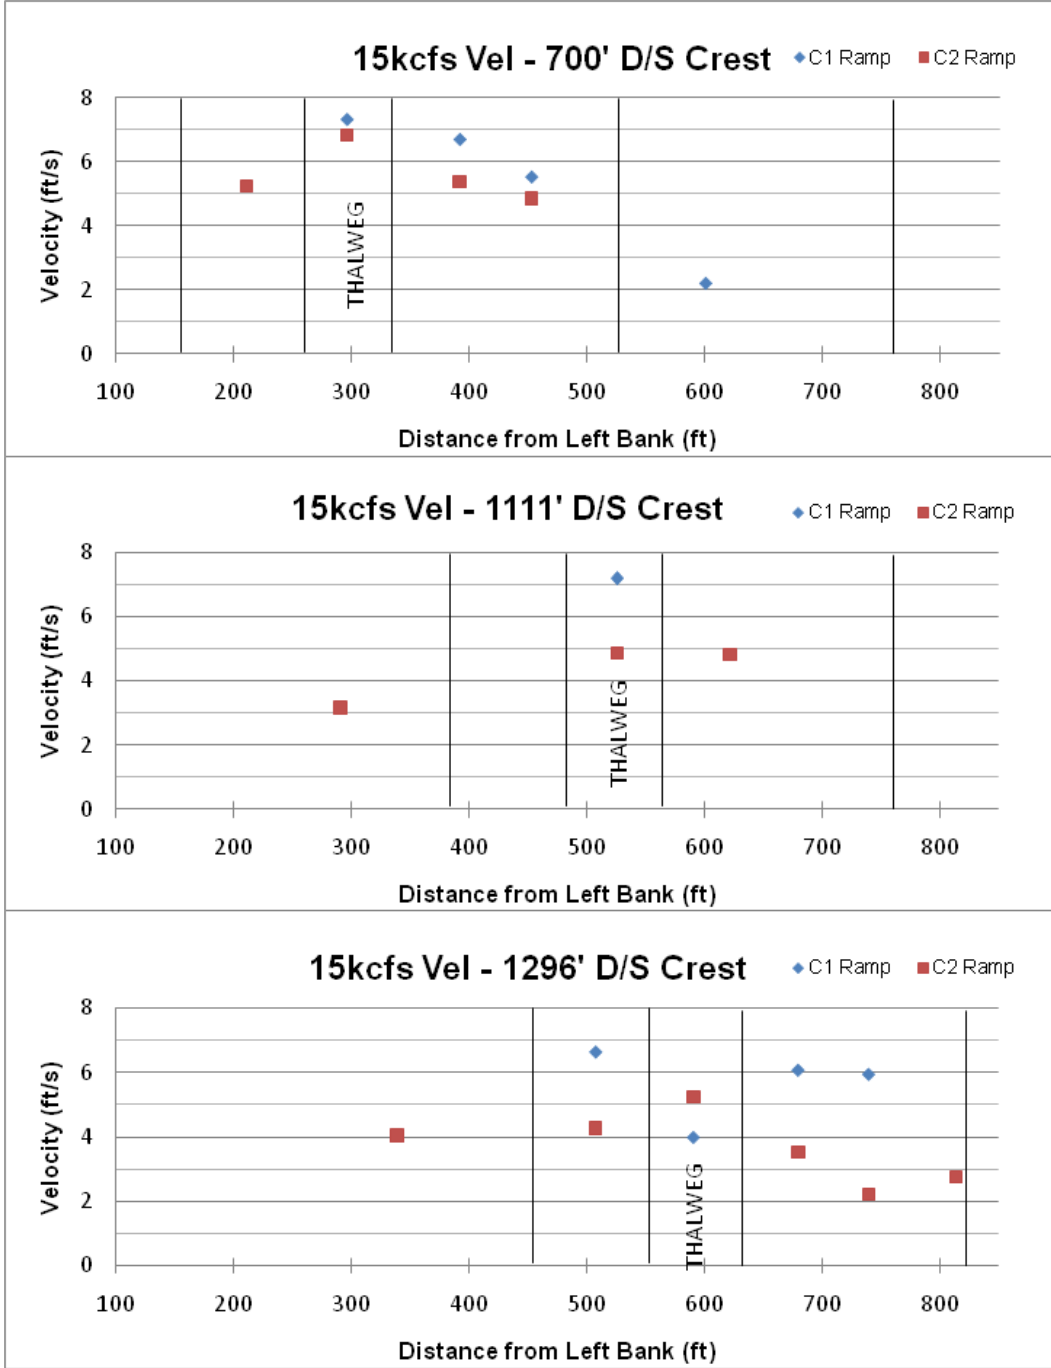 15kcfs Vel - 700' D/S Crest
C1 Ramp C2 Ramp
8
6
4
2
0
Velocity (ft/s)
THALWEG
100 200 300 400 500 600 700 800
Distance from Left Bank (ft)
15kcfs Vel - 1111' D/S Crest
C1 Ramp C2 Ramp
8
6
4
2
0
Velocity (ft/s)
THALWEG
100 200 300 400 500 600 700 800
Distance from Left Bank (ft)
15kcfs Vel - 1296' D/S Crest
C1 Ramp C2 Ramp
8
6
4
2
0
Velocity (ft/s)
THALWEG
100 200 300 400 500 600 700 800
Distance from Left Bank (ft)